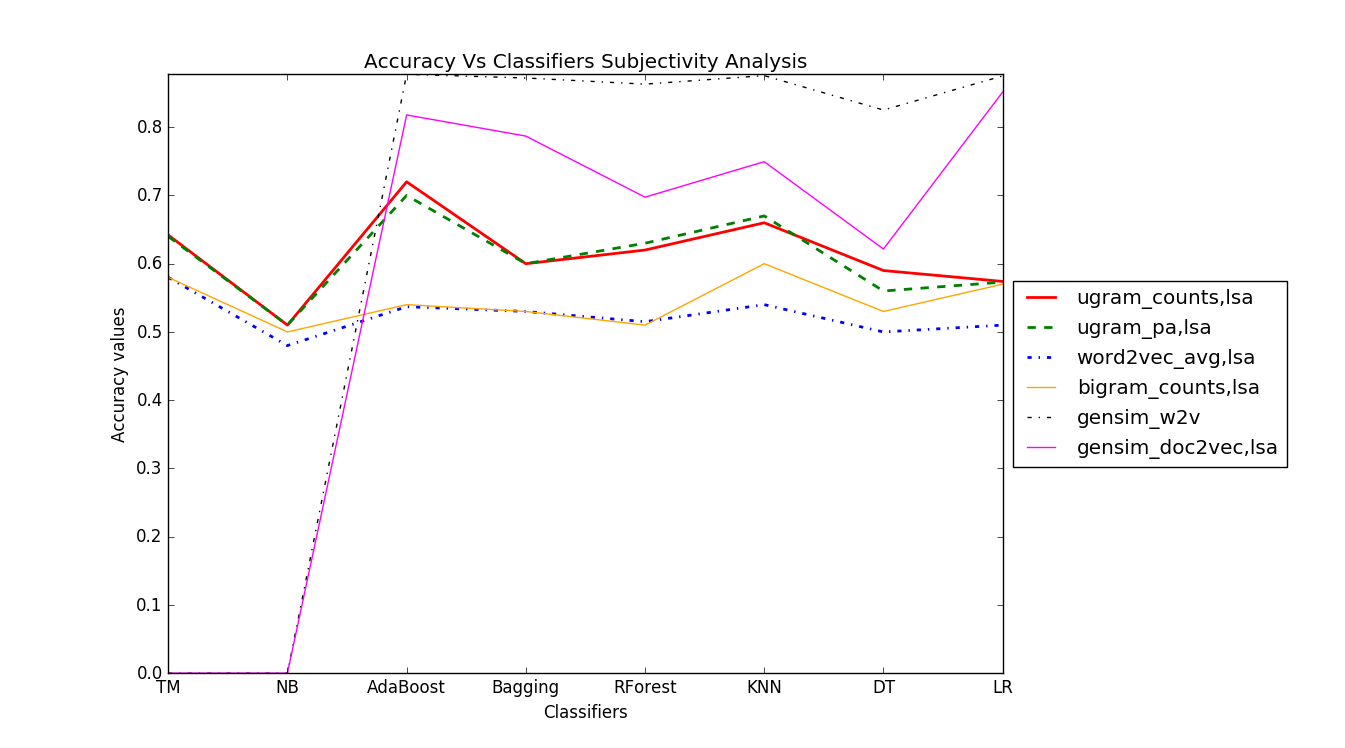 Accuracy Vs Classifiers Subjectivity Analysis
Accuracy values
0.8
0.7
0.6
0.5
0.4
0.3
0.2
0.1
0.0
TM NB AdaBoost Bagging RForest KNN DT LR
Classifiers
ugram_counts,lsa
ugram_pa,lsa
word2vec_avg,lsa
bigram_counts,lsa
gensim_w2v
gensim_doc2vec,lsa